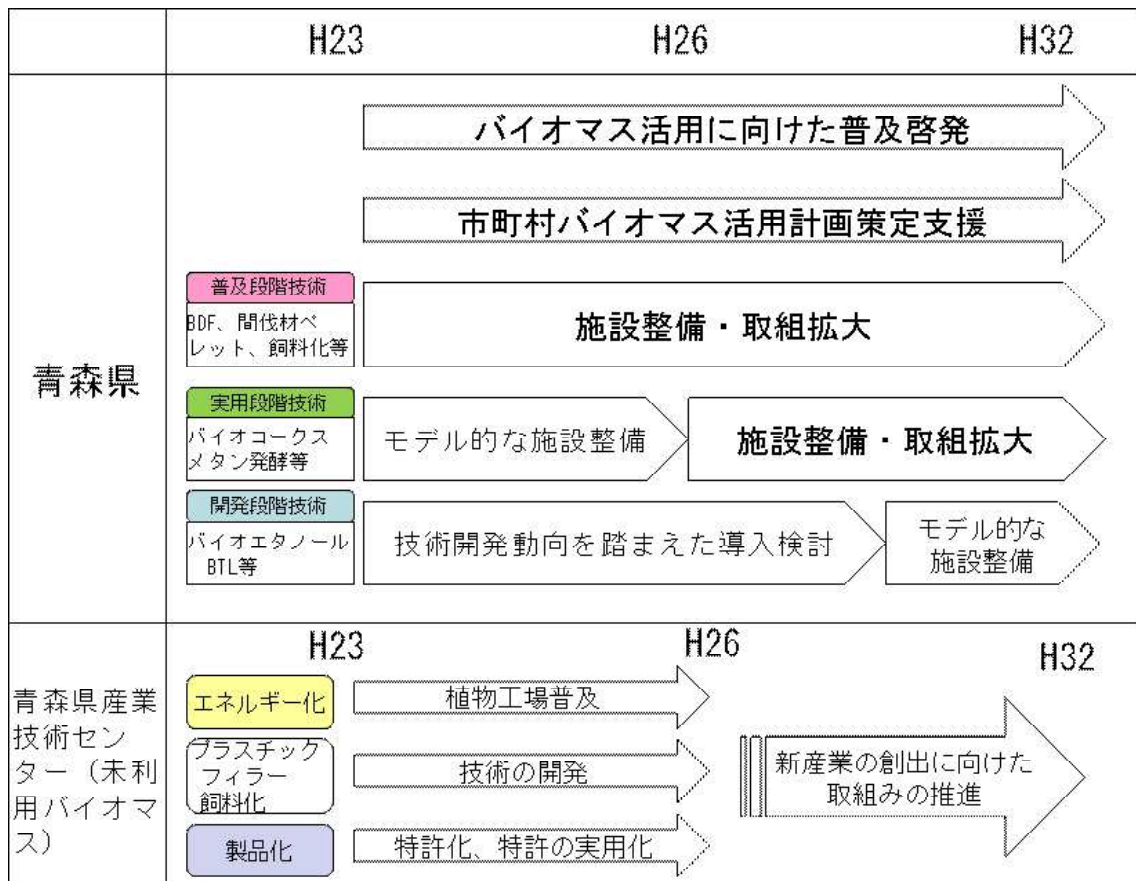 H23 H26 H32
バイオマス活用に向けた普及啓発
市町村バイオマス活用計画策定支援
青森県
普及段階技術
BDF、間伐材ペ
レット、飼料化等
施設整備・取組拡大
実用段階技術
バイオコークス
メタン発酵等
モデル的な施設整備
施設整備・取組拡大
開発段階技術
バイオエタノール
BTL等
技術開発動向を踏まえた導入検討
モデル的な
施設整備
H23 H26 H32
青森県産業
技術セン
ター（未利
用バイオマ
ス）
エネルギー化
植物工場普及
プラスチック
フィラー
飼料化
技術の開発
製品化
特許化、特許の実用化
新産業の創出に向けた
取組みの推進